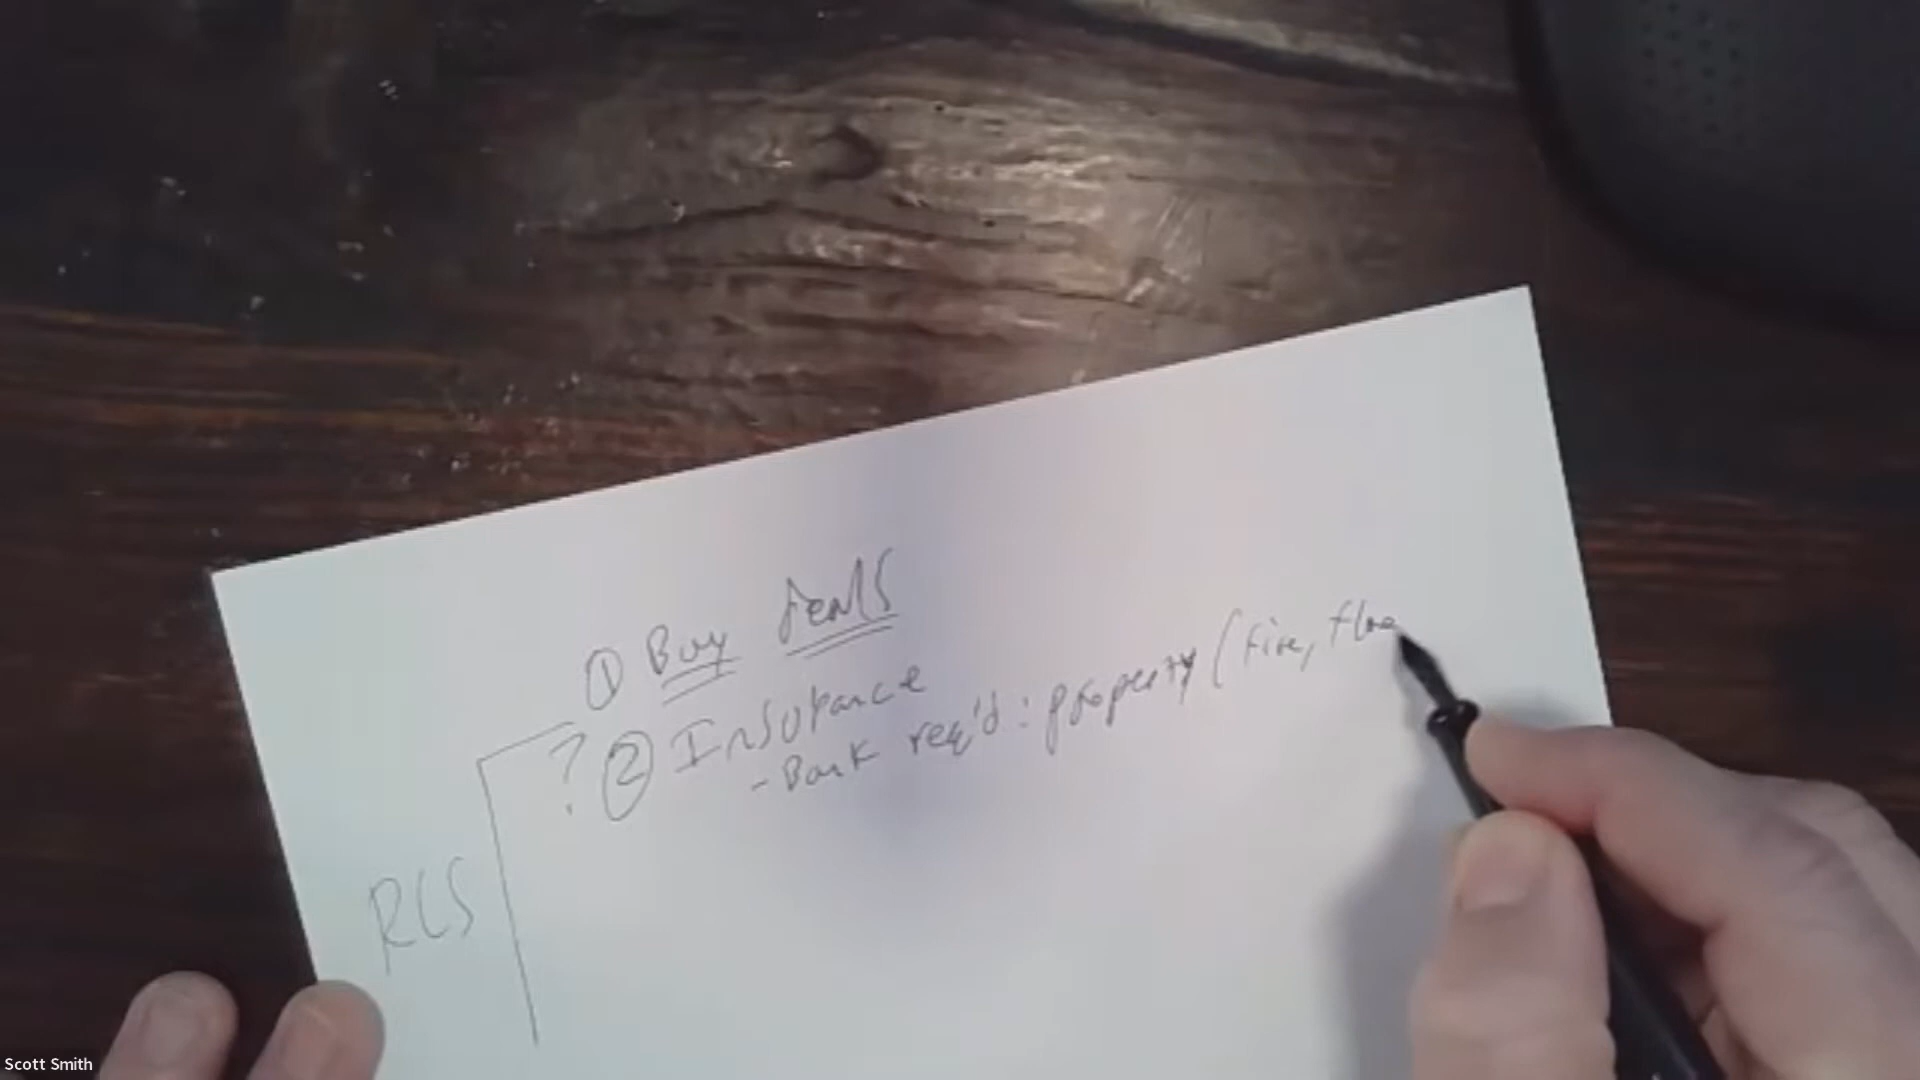 ① Buy deals
? ② Insurance
- Bank req'd: property (fire, floo
RCS
Scott Smith